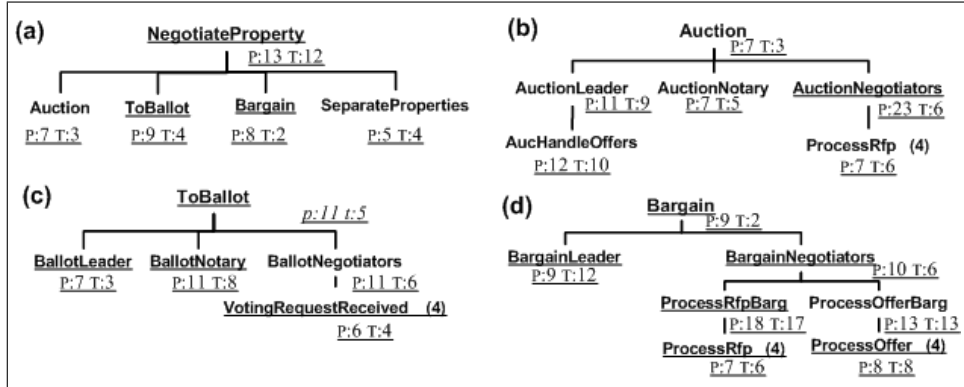 (a)
NegotiateProperty
P:13 T:12
Auction ToBallot Bargain SeparateProperties
P:7 T:3 P:9 T:4 P:8 T:2 P:5 T:4
(b)
Auction
P:7 T:3
AuctionLeader AuctionNotary AuctionNegotiators
P:11 T:9 P:7 T:5 P:23 T:6
AucHandleOffers ProcessRfp (4)
P:12 T:10 P:7 T:6
(c)
ToBallot
p:11 t:5
BallotLeader BallotNotary BallotNegotiators
P:7 T:3 P:11 T:8 P:11 T:6
VotingRequestReceived (4)
P:6 T:4
(d)
Bargain
P:9 T:2
BargainLeader BargainNegotiators
P:9 T:12 P:10 T:6
ProcessRfpBarg ProcessOfferBarg
P:18 T:17 P:13 T:13
ProcessRfp (4) ProcessOffer (4)
P:7 T:6 P:8 T:8